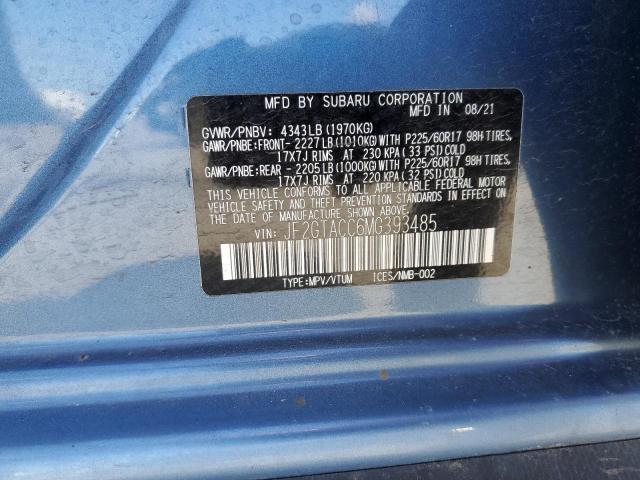 MFD BY SUBARU CORPORATION
MFD IN 08/21
GVWR/PNBV: 4343LB(1970KG)
GAWR/PNBE:FRONT- 2227LB(1010KG)WITH P225/60R17 98H TIRES,
17X7J RIMS AT 230 KPA(33 PSI)COLD
GAWR/PNBE:REAR - 2205LB(1000KG)WITH P225/60R17 98H TIRES,
17X7J RIMS AT 220 KPA(32 PSI)COLD
THIS VEHICLE CONFORMS TO ALL APPLICABLE FEDERAL MOTOR
VEHICLE SAFETY AND THEFT PREVENTION STANDARDS IN EFFECT ON
THE DATE OF MANUFACTURE SHOWN ABOVE.
VIN: JF2GTACC6MG393485
TYPE:MPV/VTUM ICES/NMB-002